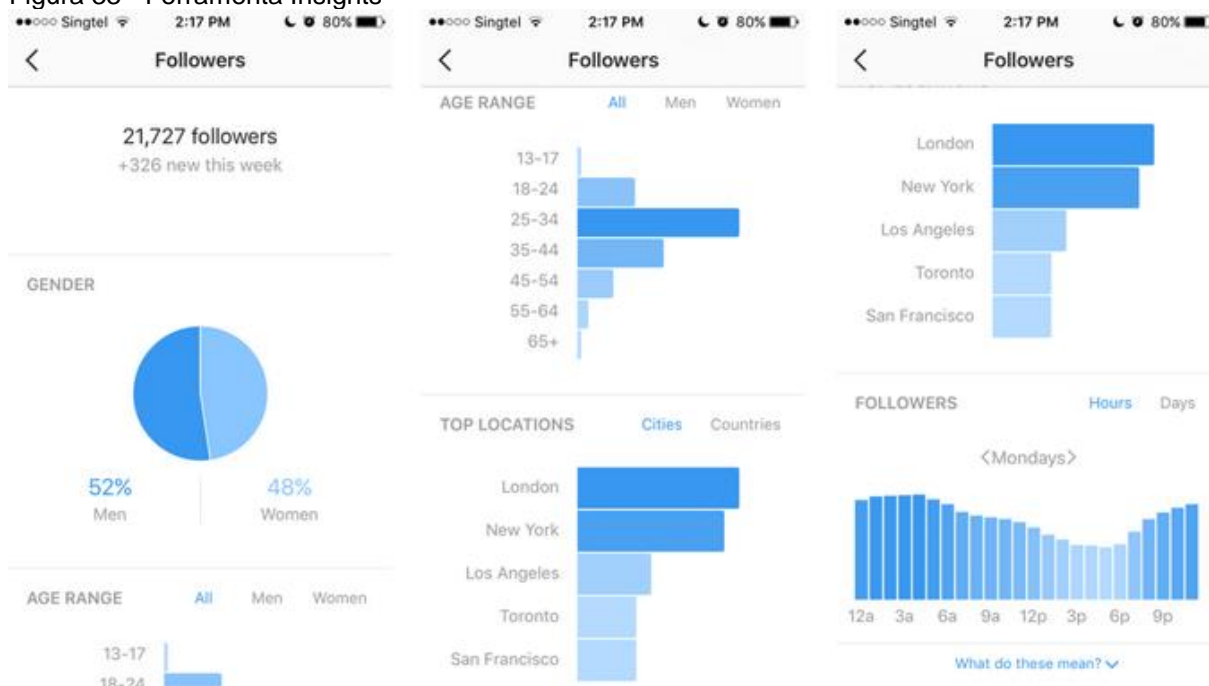 Figura - Ferramenta Insights
Singtel 2:17 PM 80%
Followers
21,727 followers
+326 new this week
GENDER
52%
Men
48%
Women
AGE RANGE All Men Women
13-17
18-24
Singtel 2:17 PM 80%
Followers
AGE RANGE All Men Women
13-17
18-24
25-34
35-44
45-54
55-64
65+
TOP LOCATIONS Cities Countries
London
New York
Los Angeles
Toronto
San Francisco
Singtel 2:17 PM 80%
Followers
London
New York
Los Angeles
Toronto
San Francisco
FOLLOWERS Hours Days
<Mondays>
12a 3a 6a 9a 12p 3p 6p 9p
What do these mean?